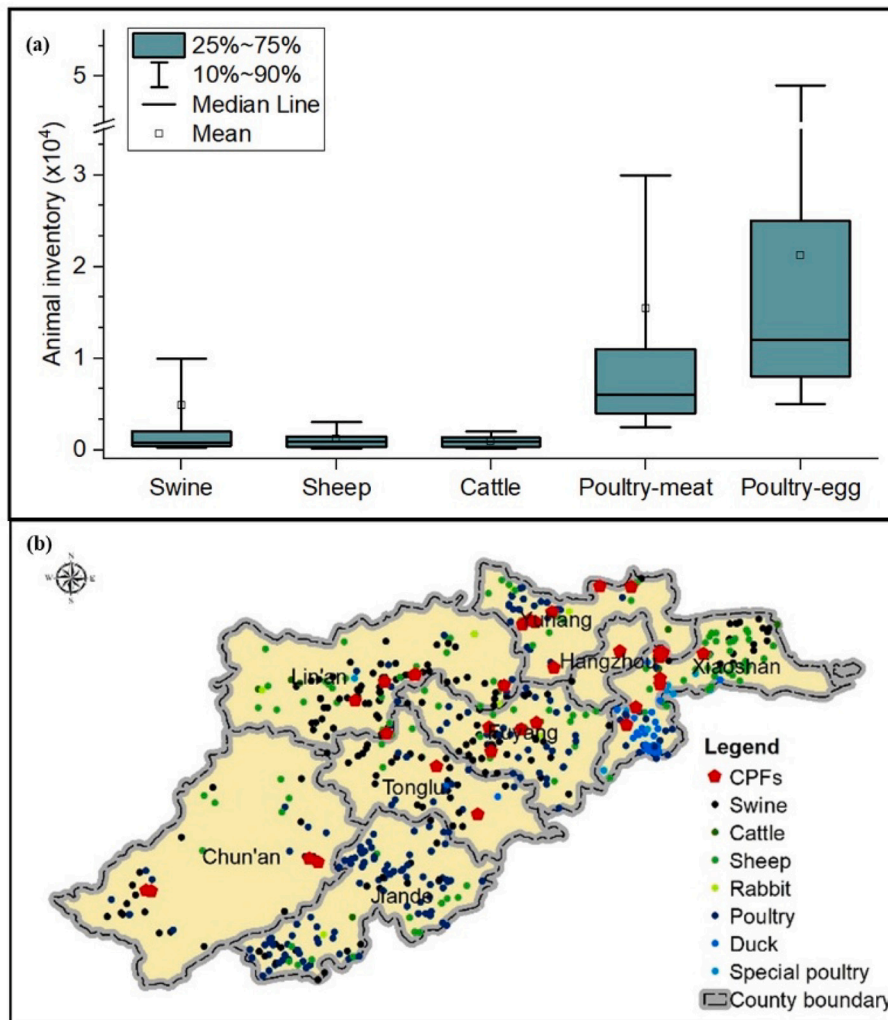 (a)
25%~75%
10%~90%
Median Line
Mean
Animal inventory (x10⁴)
5
3
2
1
0
Swine Sheep Cattle Poultry-meat Poultry-egg
(b)
N
W E
S
Yuhang
Hangzhou
Xiaoshan
Lin'an
Fuyang
Tonglu
Chun'an
Jiande
Legend
CPFs
Swine
Cattle
Sheep
Rabbit
Poultry
Duck
Special poultry
County boundary